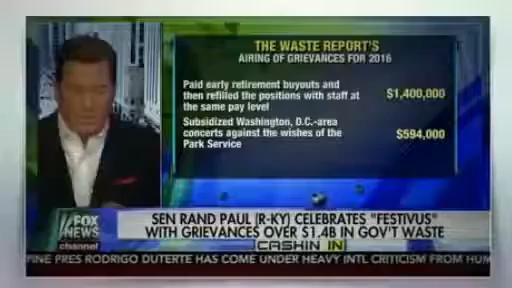 THE WASTE REPORT'S
AIRING OF GRIEVANCES FOR 2016
Paid early retirement buyouts and
then refilled the positions with staff at
the same pay level
$1,400,000
Subsidized Washington, D.C.-area
concerts against the wishes of the
Park Service
$594,000
FOX
NEWS
channel
SEN RAND PAUL (R-KY) CELEBRATES "FESTIVUS"
WITH GRIEVANCES OVER $1.4B IN GOV'T WASTE
CASHIN IN
PINE PRES RODRIGO DUTERTE HAS COME UNDER HEAVY INTL CRITICISM FROM HUM